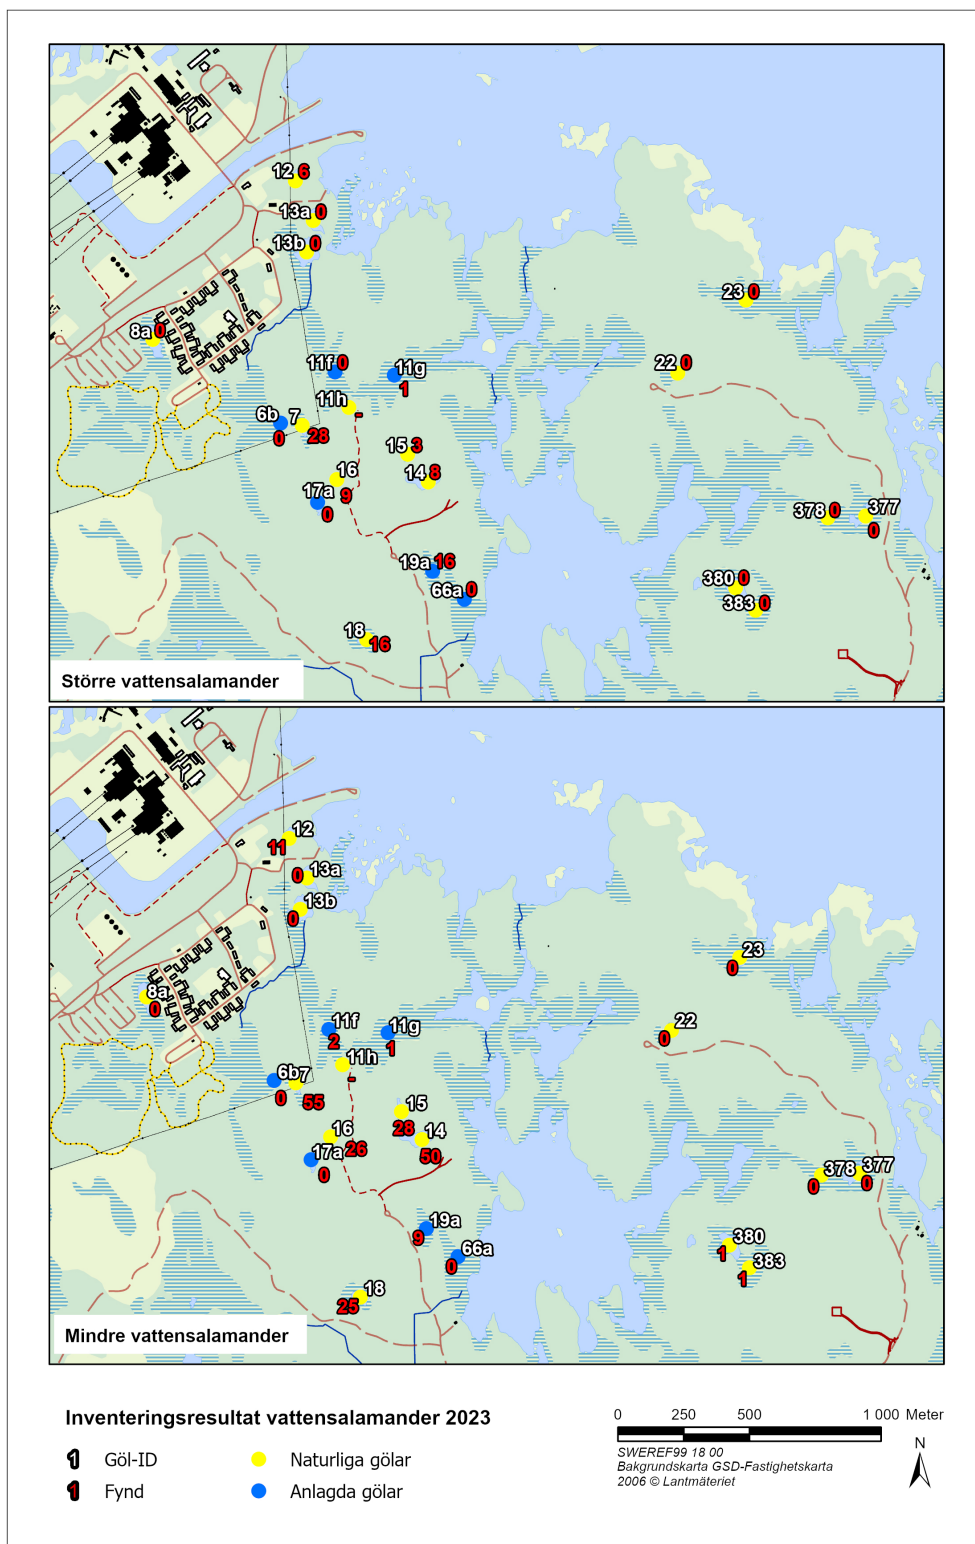 12 6
13a 0
13b 0
23 0
8a 0
11f 0
11g
1
22 0
11h
-
6b 7
0 28
15 3
16
14 8
17a 9
0
378 0 377
0
19a 16
380 0
66a 0
383 0
18
16
Större vattensalamander
12
11
13a
0
13b
0
23
0
8a
0
11f
2
11g
1
22
0
11h
-
6b 7
0 55
15
28
16
26
14
50
17a
0
378 377
0 0
19a
9
380
1
66a
0
383
1
18
25
Mindre vattensalamander
Inventeringsresultat vattensalamander 2023
1 Göl-ID
1 Fynd
Naturliga gölar
Anlagda gölar
0 250 500 1 000 Meter
SWEREF99 18 00
Bakgrundskarta GSD-Fastighetskarta
2006 © Lantmäteriet
N